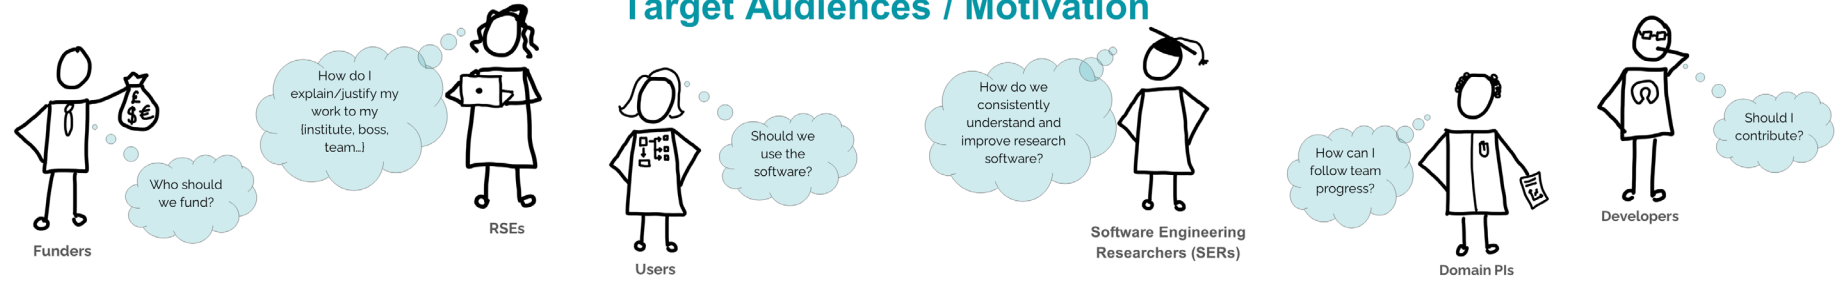 Target Audiences / Motivation
£
$€
Who should
we fund?
Funders
How do I
explain/justify my
work to my
{institute, boss,
team...}
RSEs
Should we
use the
software?
Users
How do we
consistently
understand and
improve research
software?
Software Engineering
Researchers (SERs)
How can I
follow team
progress?
Domain PIs
Should I
contribute?
Developers